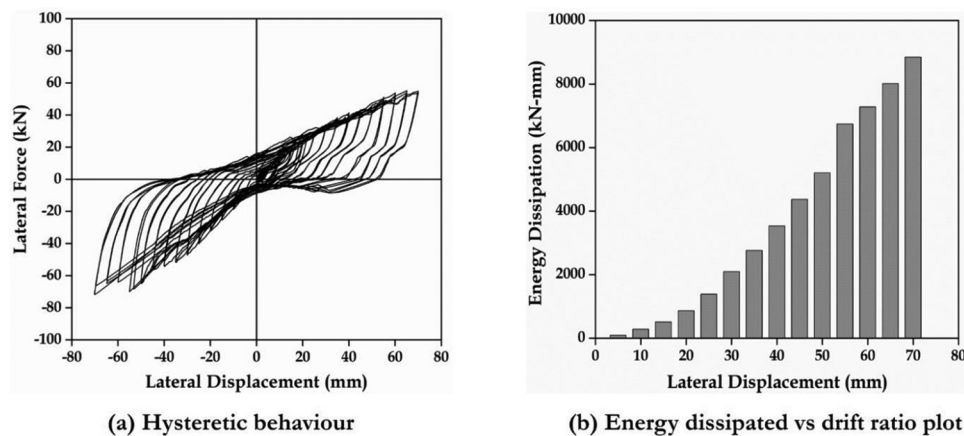 100
80
60
40
20
0
-20
-40
-60
-80
-100
Lateral Force (kN)
-80 -60 -40 -20 0 20 40 60 80
Lateral Displacement (mm)
(a) Hysteretic behaviour
10000
8000
6000
4000
2000
0
Energy Dissipation (kN-mm)
0 10 20 30 40 50 60 70 80
Lateral Displacement (mm)
(b) Energy dissipated vs drift ratio plot